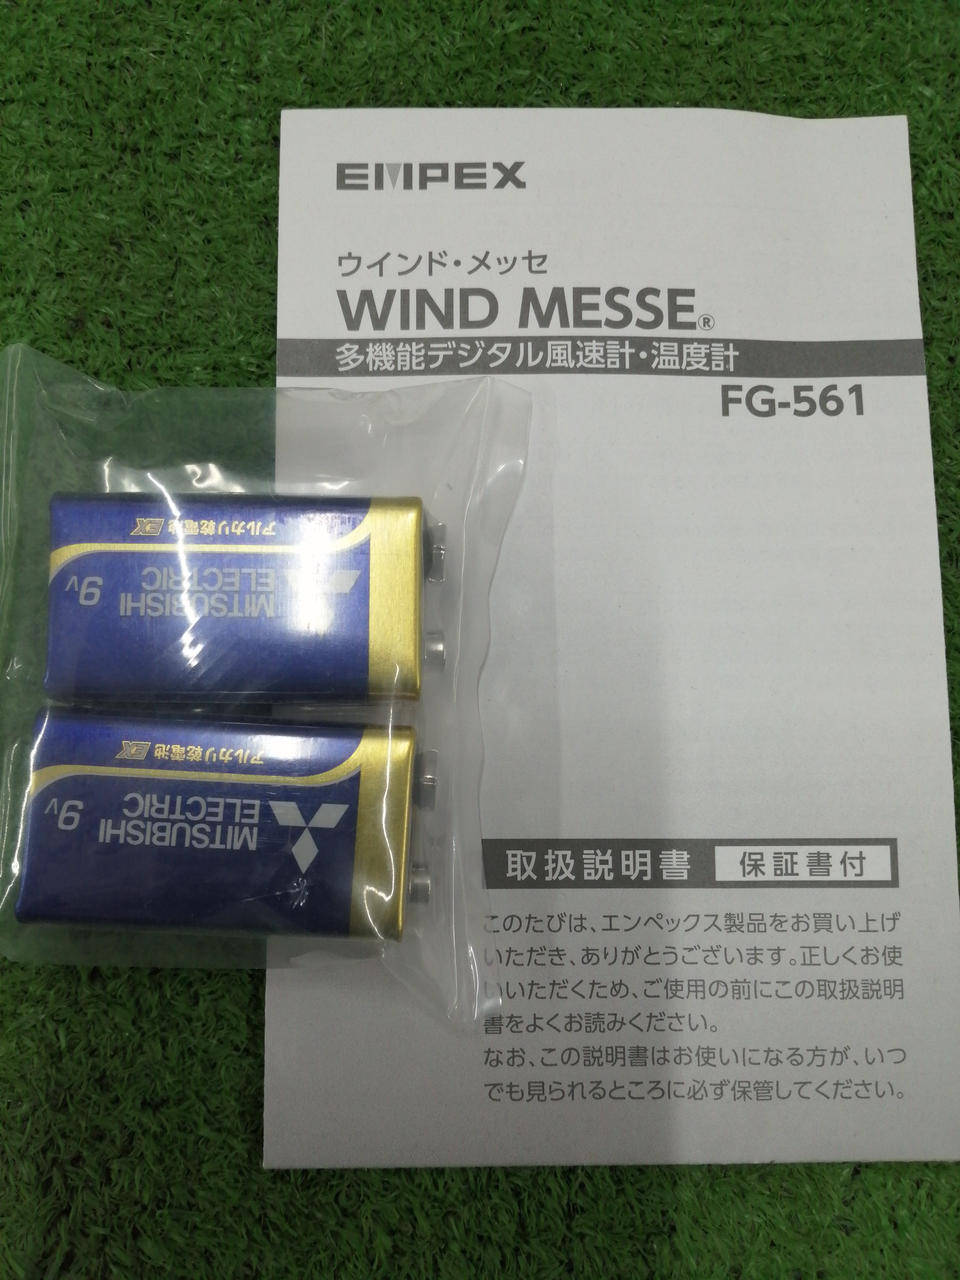 EMPEX
ウインド・メッセ
WIND MESSE®
多機能デジタル風速計・温度計
FG-561
取扱説明書 保証書付
このたびは、エンペックス製品をお買い上げ
いただき、ありがとうございます。正しくお使
いいただくため、ご使用の前にこの取扱説明
書をよくお読みください。
なお、この説明書はお使いになる方が、いつ
でも見られるところに必ず保管してください。
アルカリ乾電池 EX
MITSUBISHI
ELECTRIC
9V
アルカリ乾電池 EX
MITSUBISHI
ELECTRIC
9V